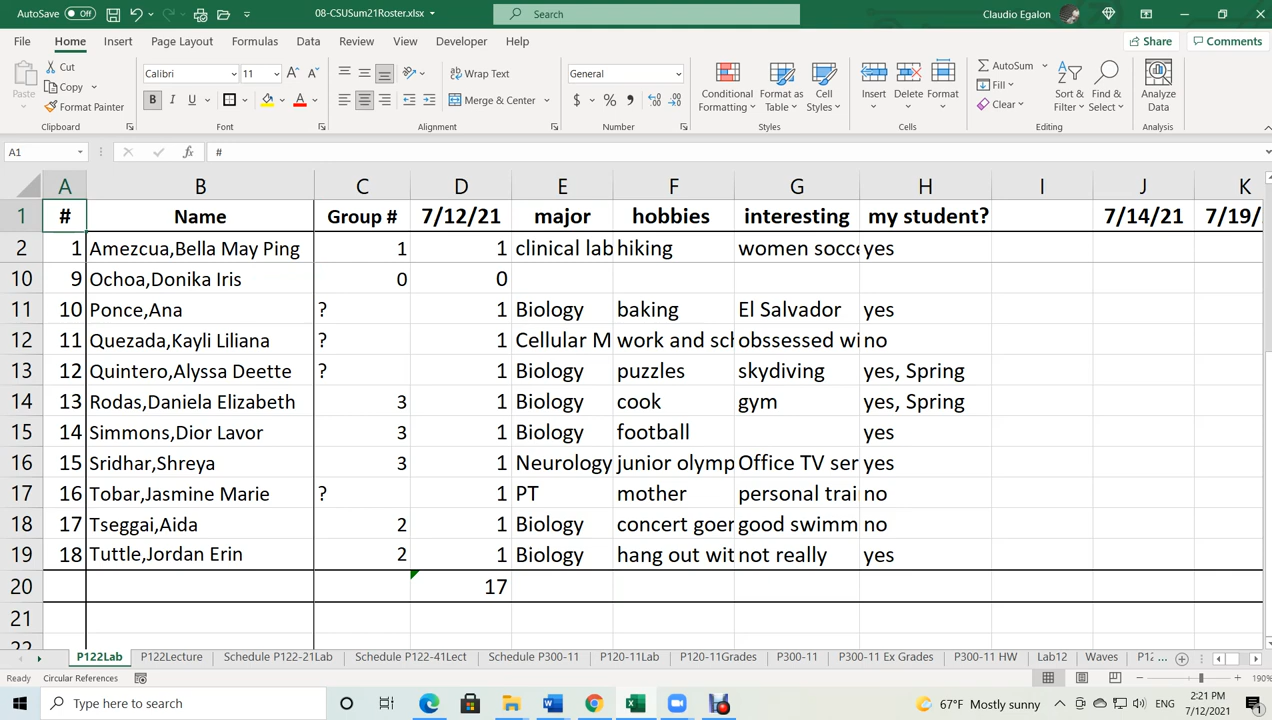 AutoSave Off 08-CSUSum21Roster.xlsx Search Claudio Egalon
File Home Insert Page Layout Formulas Data Review View Developer Help Share Comments
Paste Cut Copy Format Painter Clipboard
Calibri 11 B I U A Font
Wrap Text Merge & Center Alignment
General $ % Number
Conditional Formatting Format as Table Cell Styles Styles
Insert Delete Format Cells
AutoSum Fill Clear Sort & Filter Find & Select Editing
Analyze Data Analysis
A1 fx #
A B C D E F G H I J K
1 # Name Group # 7/12/21 major hobbies interesting my student? 7/14/21 7/19/
2 1 Amezcua,Bella May Ping 1 1 clinical lab hiking women socce yes
10 9 Ochoa,Donika Iris 0 0
11 10 Ponce,Ana ? 1 Biology baking El Salvador yes
12 11 Quezada,Kayli Liliana ? 1 Cellular M work and sch obssessed wi no
13 12 Quintero,Alyssa Deette ? 1 Biology puzzles skydiving yes, Spring
14 13 Rodas,Daniela Elizabeth 3 1 Biology cook gym yes, Spring
15 14 Simmons,Dior Lavor 3 1 Biology football yes
16 15 Sridhar,Shreya 3 1 Neurology junior olymp Office TV ser yes
17 16 Tobar,Jasmine Marie ? 1 PT mother personal trai no
18 17 Tseggai,Aida 2 1 Biology concert goer good swimm no
19 18 Tuttle,Jordan Erin 2 1 Biology hang out wit not really yes
20 17
21
22
P122Lab P122Lecture Schedule P122-21Lab Schedule P122-41Lect Schedule P300-11 P120-11Lab P120-11Grades P300-11 P300-11 Ex Grades P300-11 HW Lab12 Waves P12 ...
Ready Circular References 190%
Type here to search 67°F Mostly sunny ENG 2:21 PM
7/12/2021 1